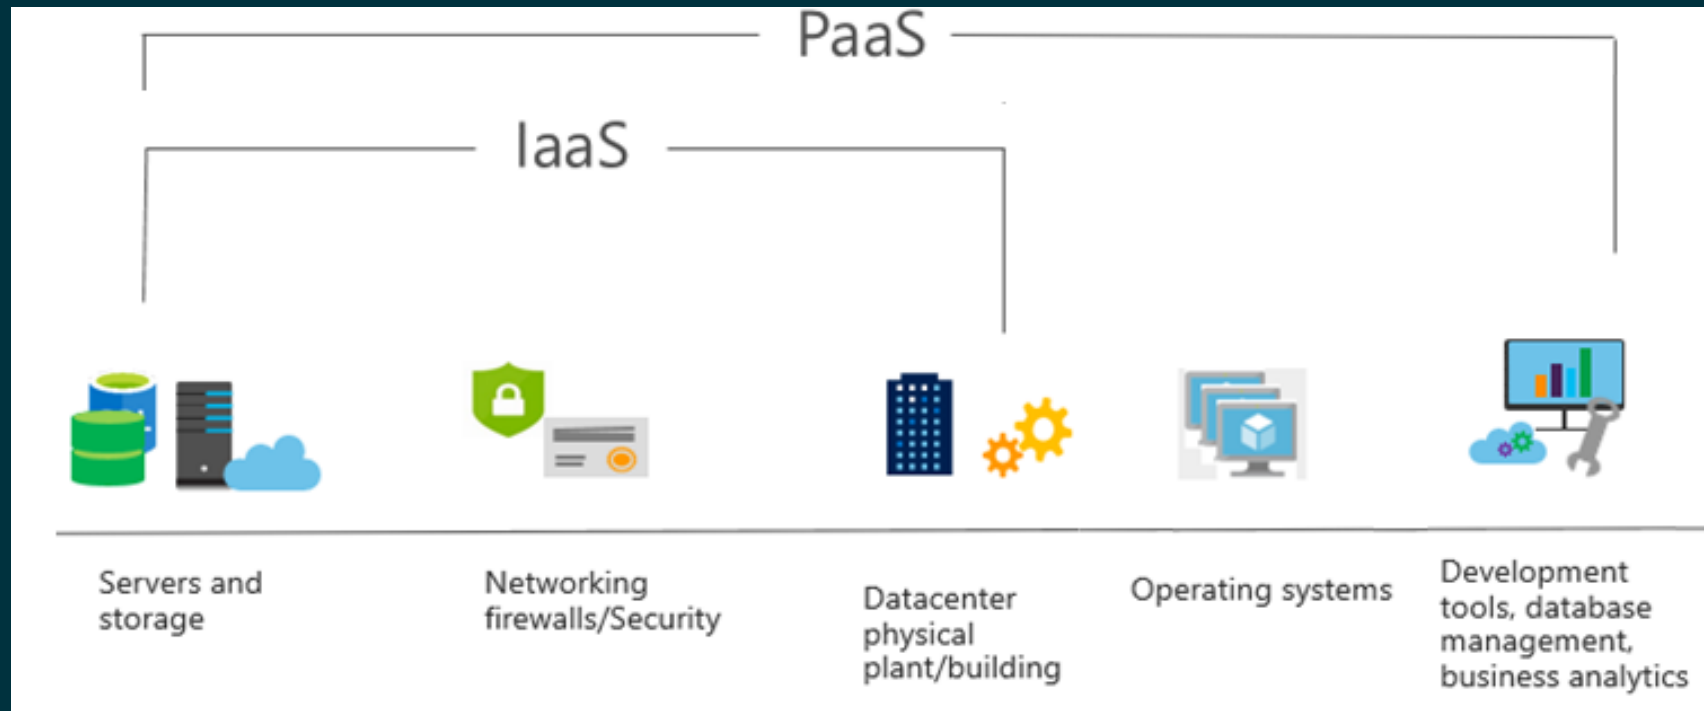 PaaS
IaaS
Servers and
storage
Networking
firewalls/Security
Datacenter
physical
plant/building
Operating systems
Development
tools, database
management,
business analytics